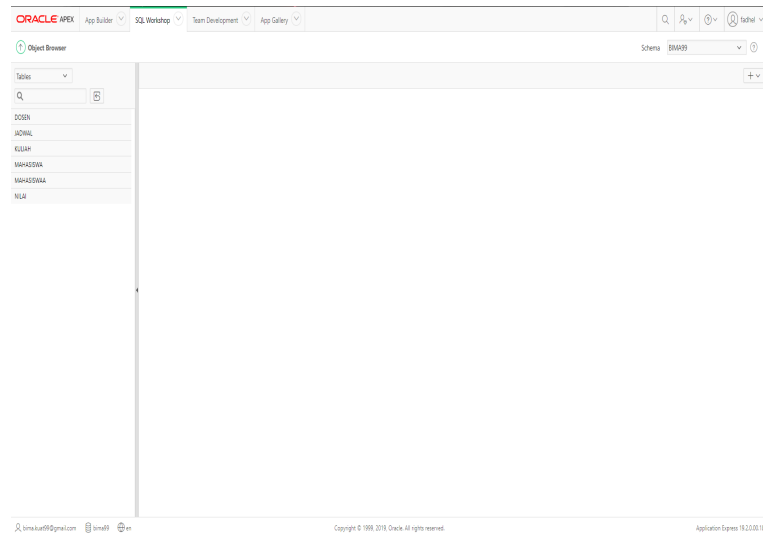 ORACLE APEX App Builder SQL Workshop Team Development App Gallery fadhel
Object Browser Schema BIMA99
Tables
DOSEN
JADWAL
KULIAH
MAHASISWA
MAHASISWAA
NILAI
bima.kuat99@gmail.com bima99 en Copyright © 1999, 2019, Oracle. All rights reserved. Application Express 19.2.0.00.18